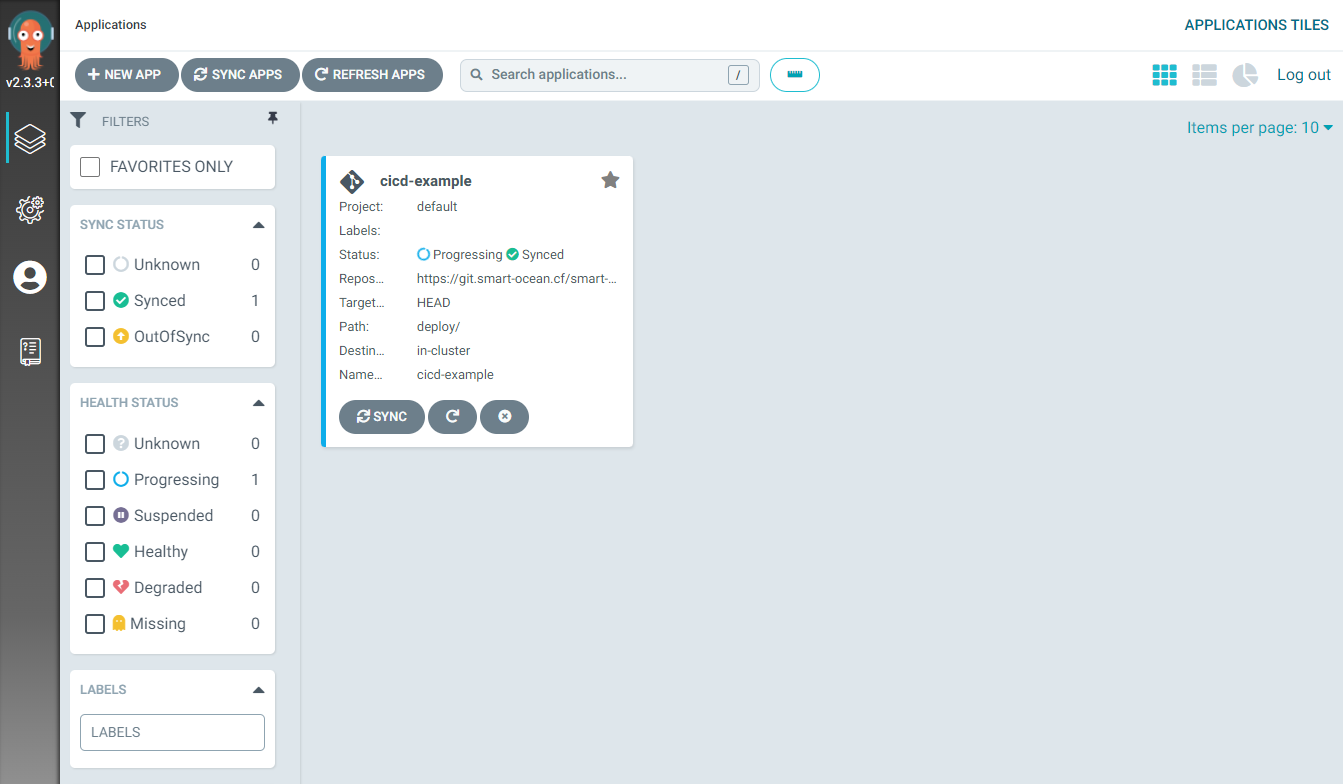 Applications
APPLICATIONS TILES
v2.3.3+
NEW APP
SYNC APPS
REFRESH APPS
Search applications...
/
Log out
FILTERS
Items per page: 10
FAVORITES ONLY
SYNC STATUS
Unknown 0
Synced 1
OutOfSync 0
HEALTH STATUS
Unknown 0
Progressing 1
Suspended 0
Healthy 0
Degraded 0
Missing 0
LABELS
LABELS
cicd-example
Project: default
Labels:
Status: Progressing Synced
Repos... https://git.smart-ocean.cf/smart-...
Target... HEAD
Path: deploy/
Destin... in-cluster
Name... cicd-example
SYNC